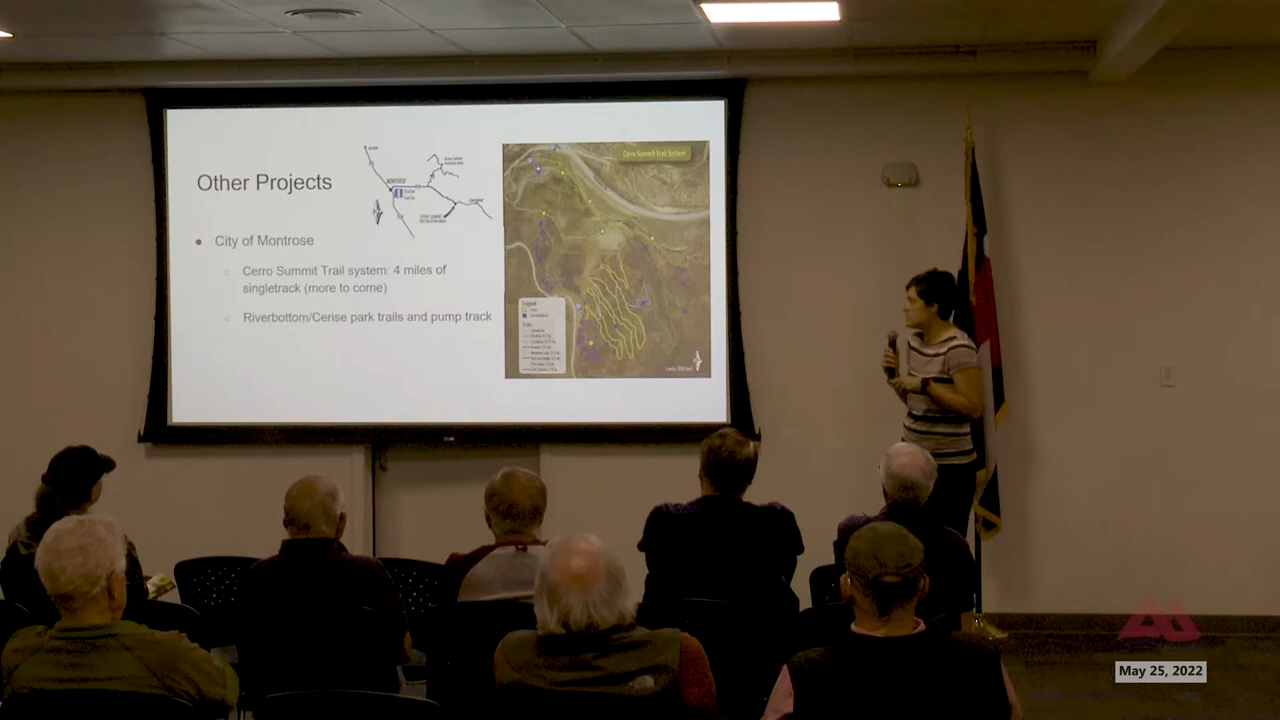 Other Projects
MONTROSE
Cerro Summit Trail System
● City of Montrose
○ Cerro Summit Trail system: 4 miles of
singletrack (more to come)
○ Riverbottom/Cerise park trails and pump track
Legend
May 25, 2022